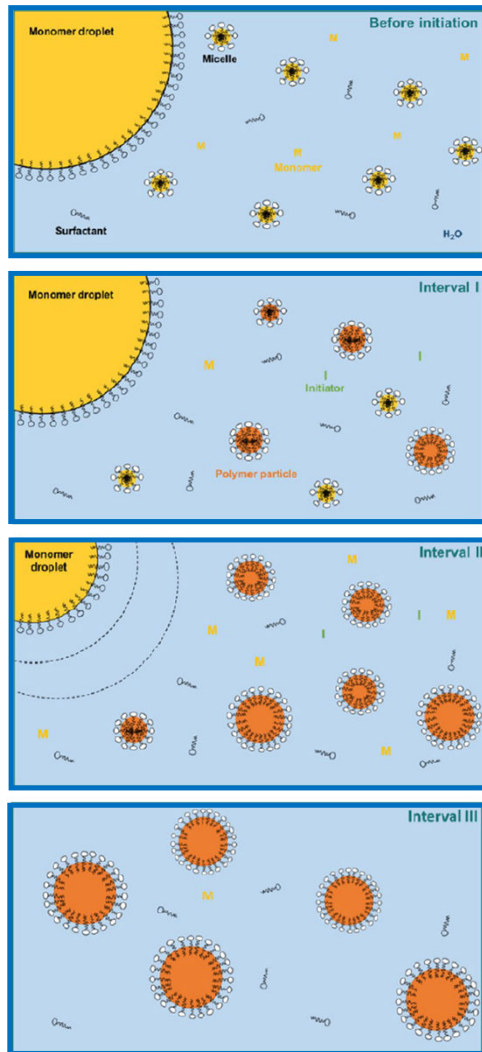 Before initiation
Monomer droplet
Micelle
M
M
M
M
M
Monomer
Surfactant
H₂O
Interval I
Monomer droplet
M
I
I
Initiator
Polymer particle
Interval II
Monomer
droplet
M
M
I
I
M
M
M
M
Interval III
M